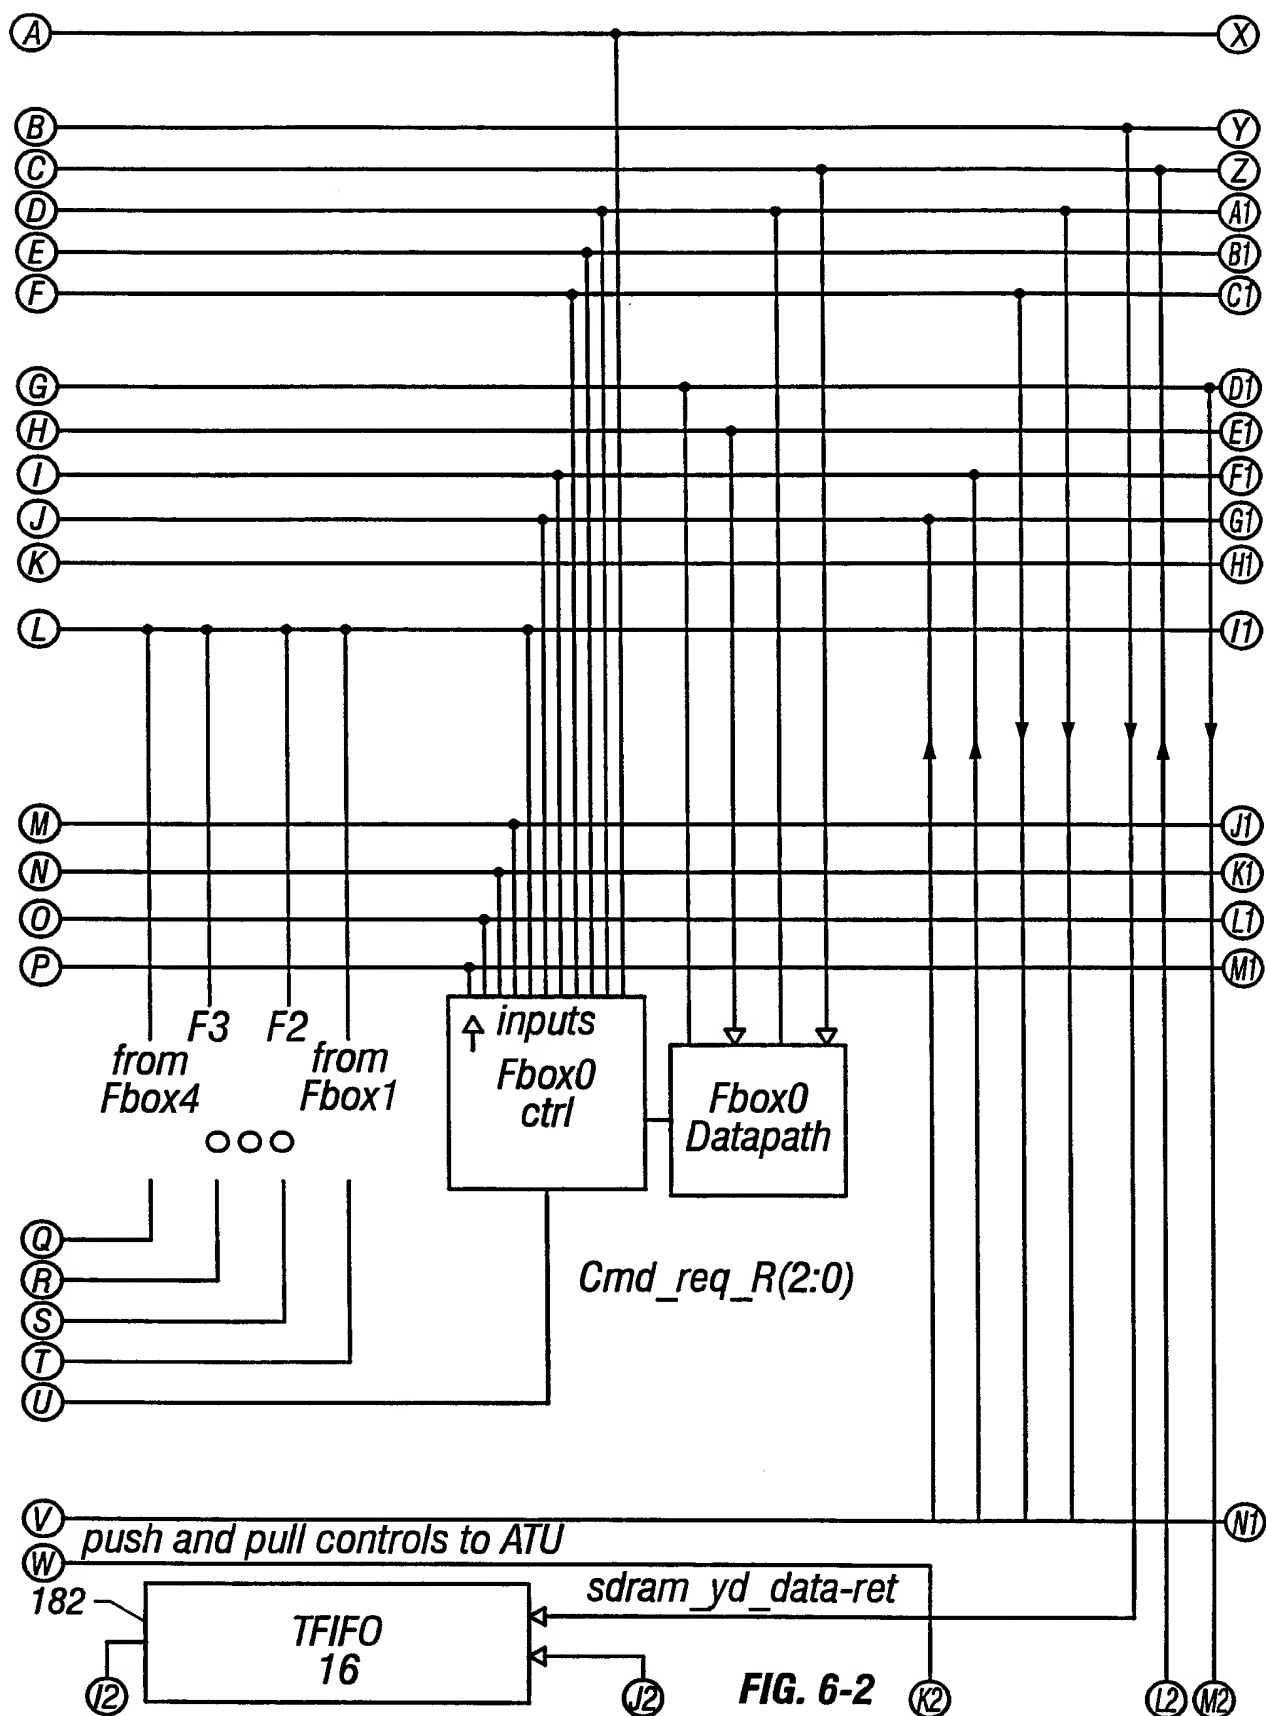 A X
B Y
C Z
D A1
E B1
F C1
G D1
H E1
I F1
J G1
K H1
L I1
M J1
N K1
O L1
P M1
inputs
F3 F2
from Fbox4
from Fbox1
Fbox0
ctrl
Fbox0
Datapath
Q
R
Cmd_req_R(2:0)
S
T
U
V N1
push and pull controls to ATU
W
sdram_yd_data-ret
182
TFIFO
16
I2 J2 FIG. 6-2 K2 L2 M2